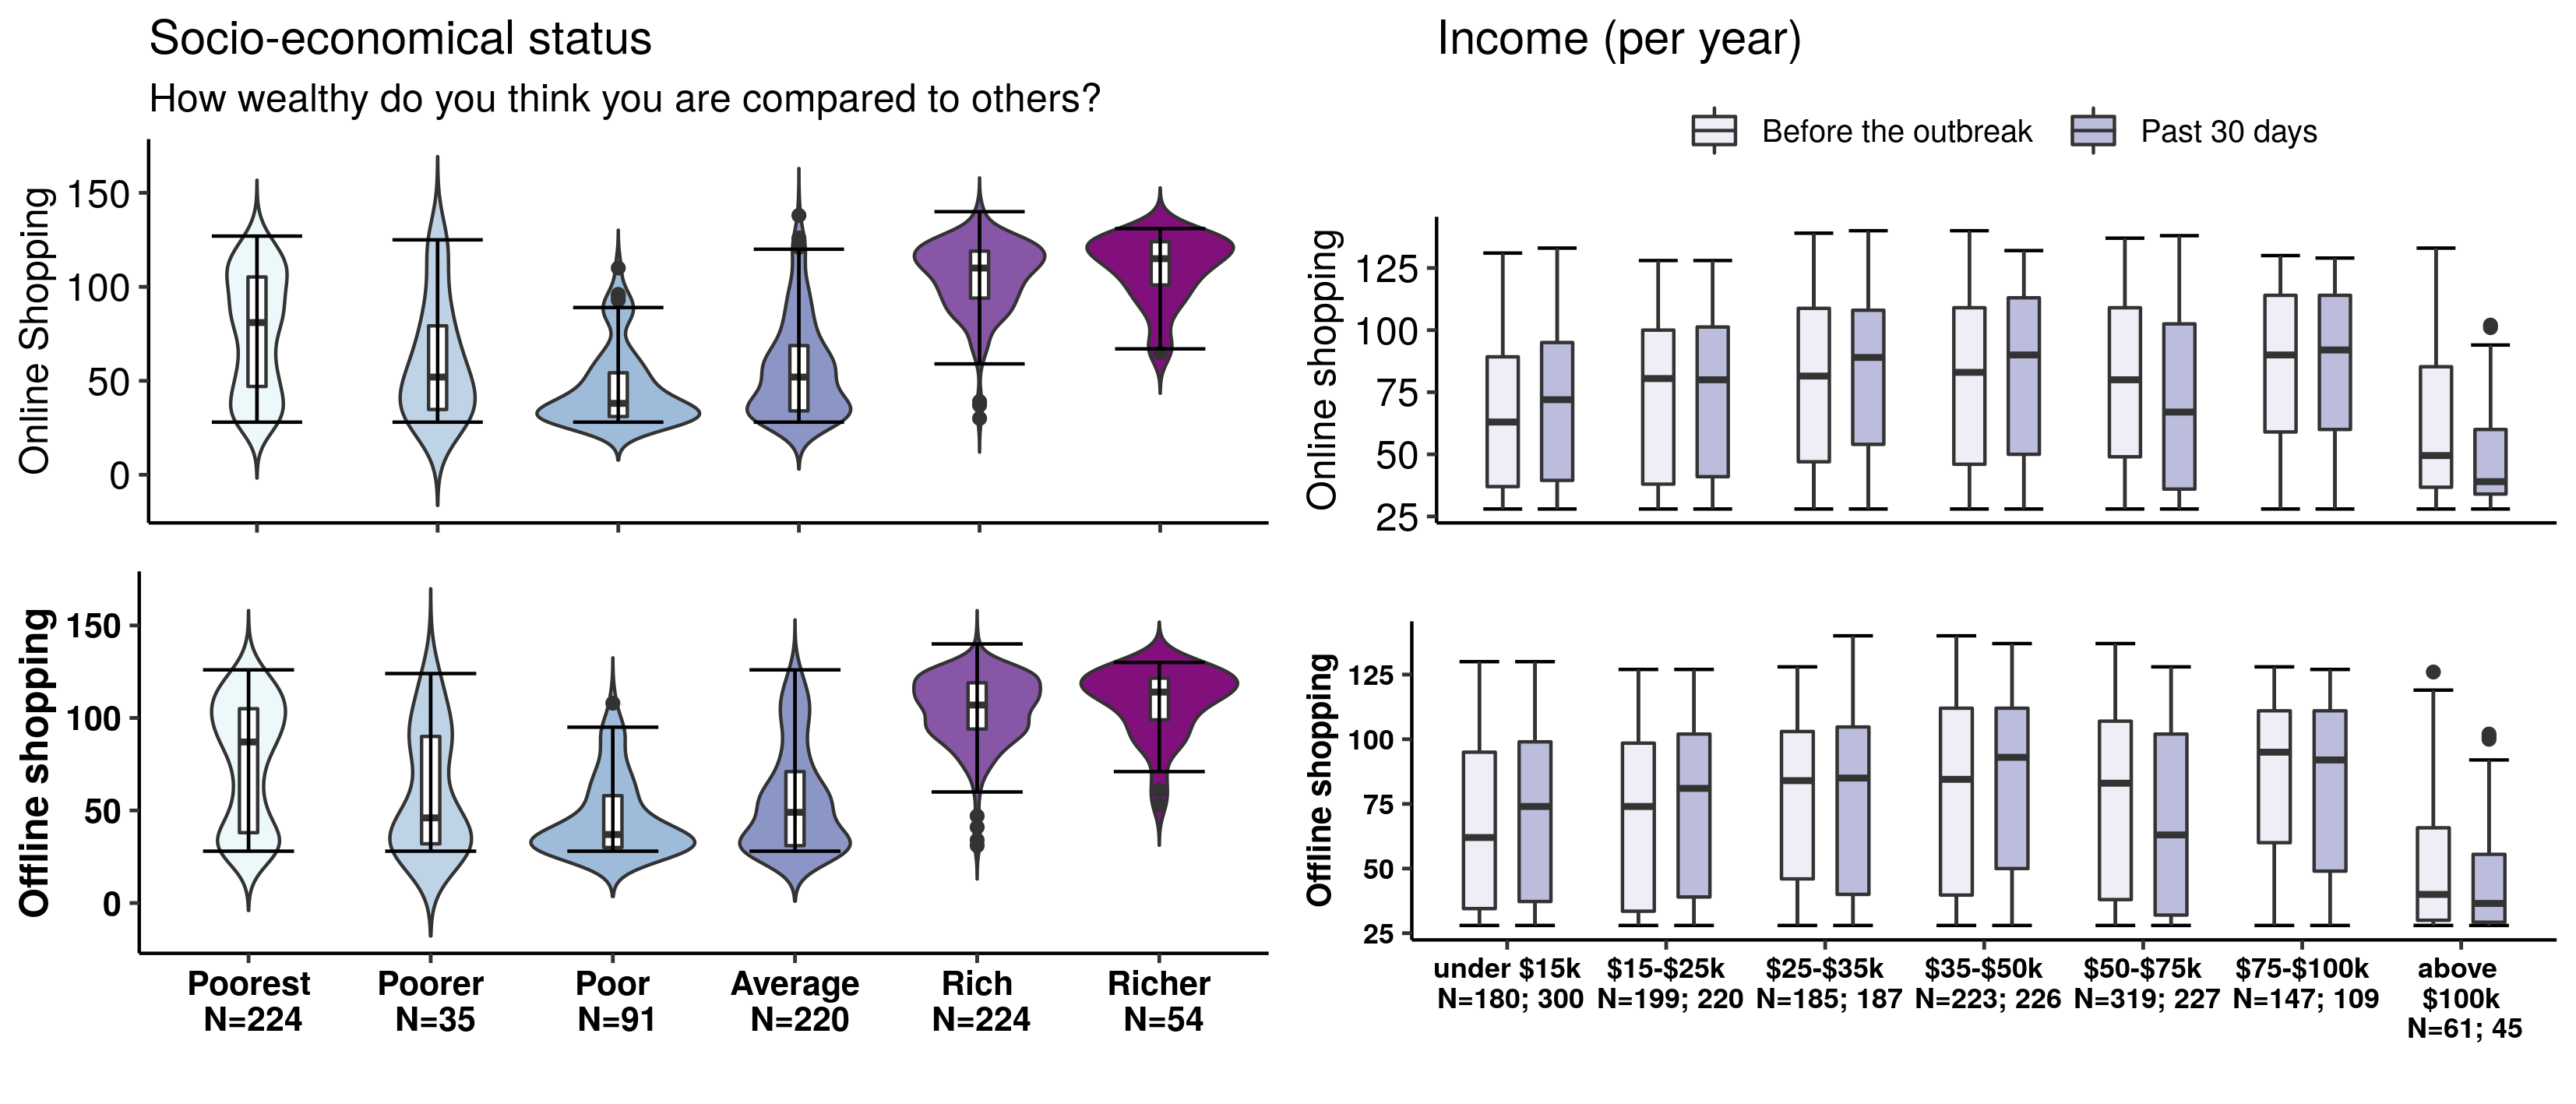 Socio-economical status
How wealthy do you think you are compared to others?
Online Shopping
150
100
50
0
Offline shopping
150
100
50
0
Poorest Poorer Poor Average Rich Richer
N=224 N=35 N=91 N=220 N=224 N=54
Income (per year)
Before the outbreak Past 30 days
Online shopping
125
100
75
50
25
Offline shopping
125
100
75
50
25
under $15k $15-$25k $25-$35k $35-$50k $50-$75k $75-$100k above
N=180; 300 N=199; 220 N=185; 187 N=223; 226 N=319; 227 N=147; 109 $100k
N=61; 45